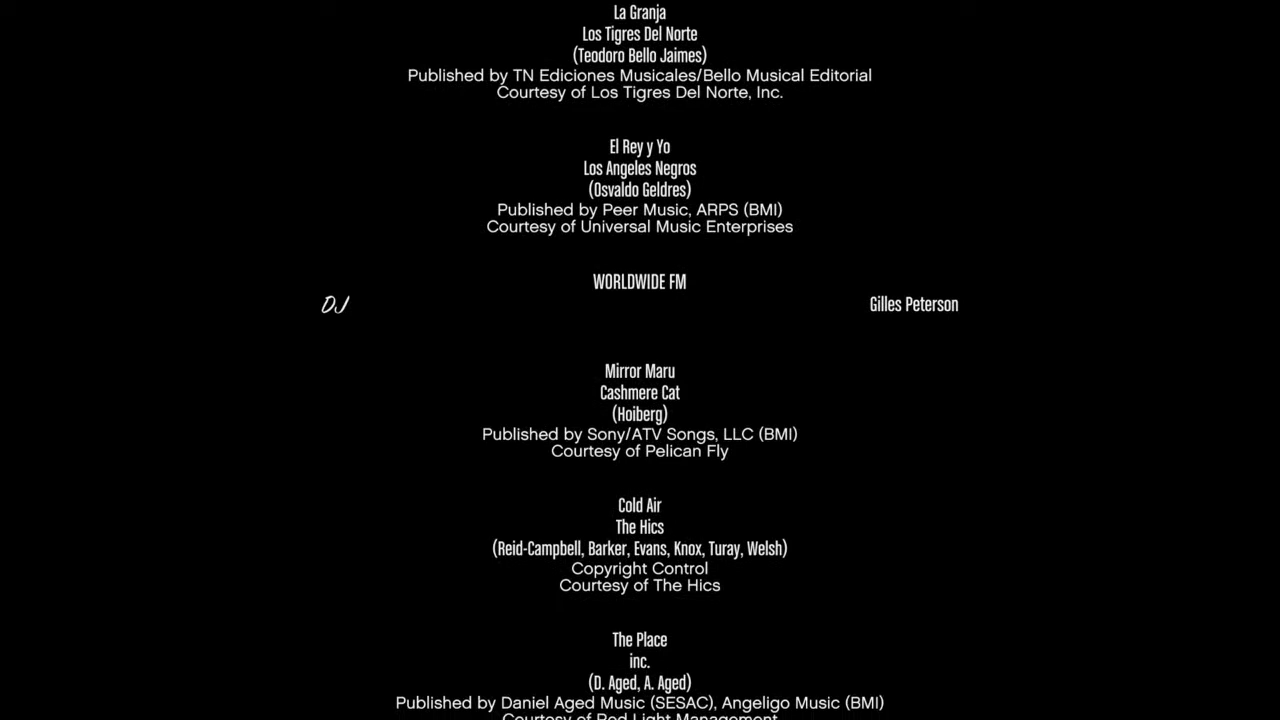 La Granja
Los Tigres Del Norte
(Teodoro Bello Jaimes)
Published by TN Ediciones Musicales/Bello Musical Editorial
Courtesy of Los Tigres Del Norte, Inc.
El Rey y Yo
Los Angeles Negros
(Osvaldo Geldres)
Published by Peer Music, ARPS (BMI)
Courtesy of Universal Music Enterprises
WORLDWIDE FM
DJ Gilles Peterson
Mirror Maru
Cashmere Cat
(Hoiberg)
Published by Sony/ATV Songs, LLC (BMI)
Courtesy of Pelican Fly
Cold Air
The Hics
(Reid-Campbell, Barker, Evans, Knox, Turay, Welsh)
Copyright Control
Courtesy of The Hics
The Place
inc.
(D. Aged, A. Aged)
Published by Daniel Aged Music (SESAC), Angeligo Music (BMI)
Courtesy of Red Light Management